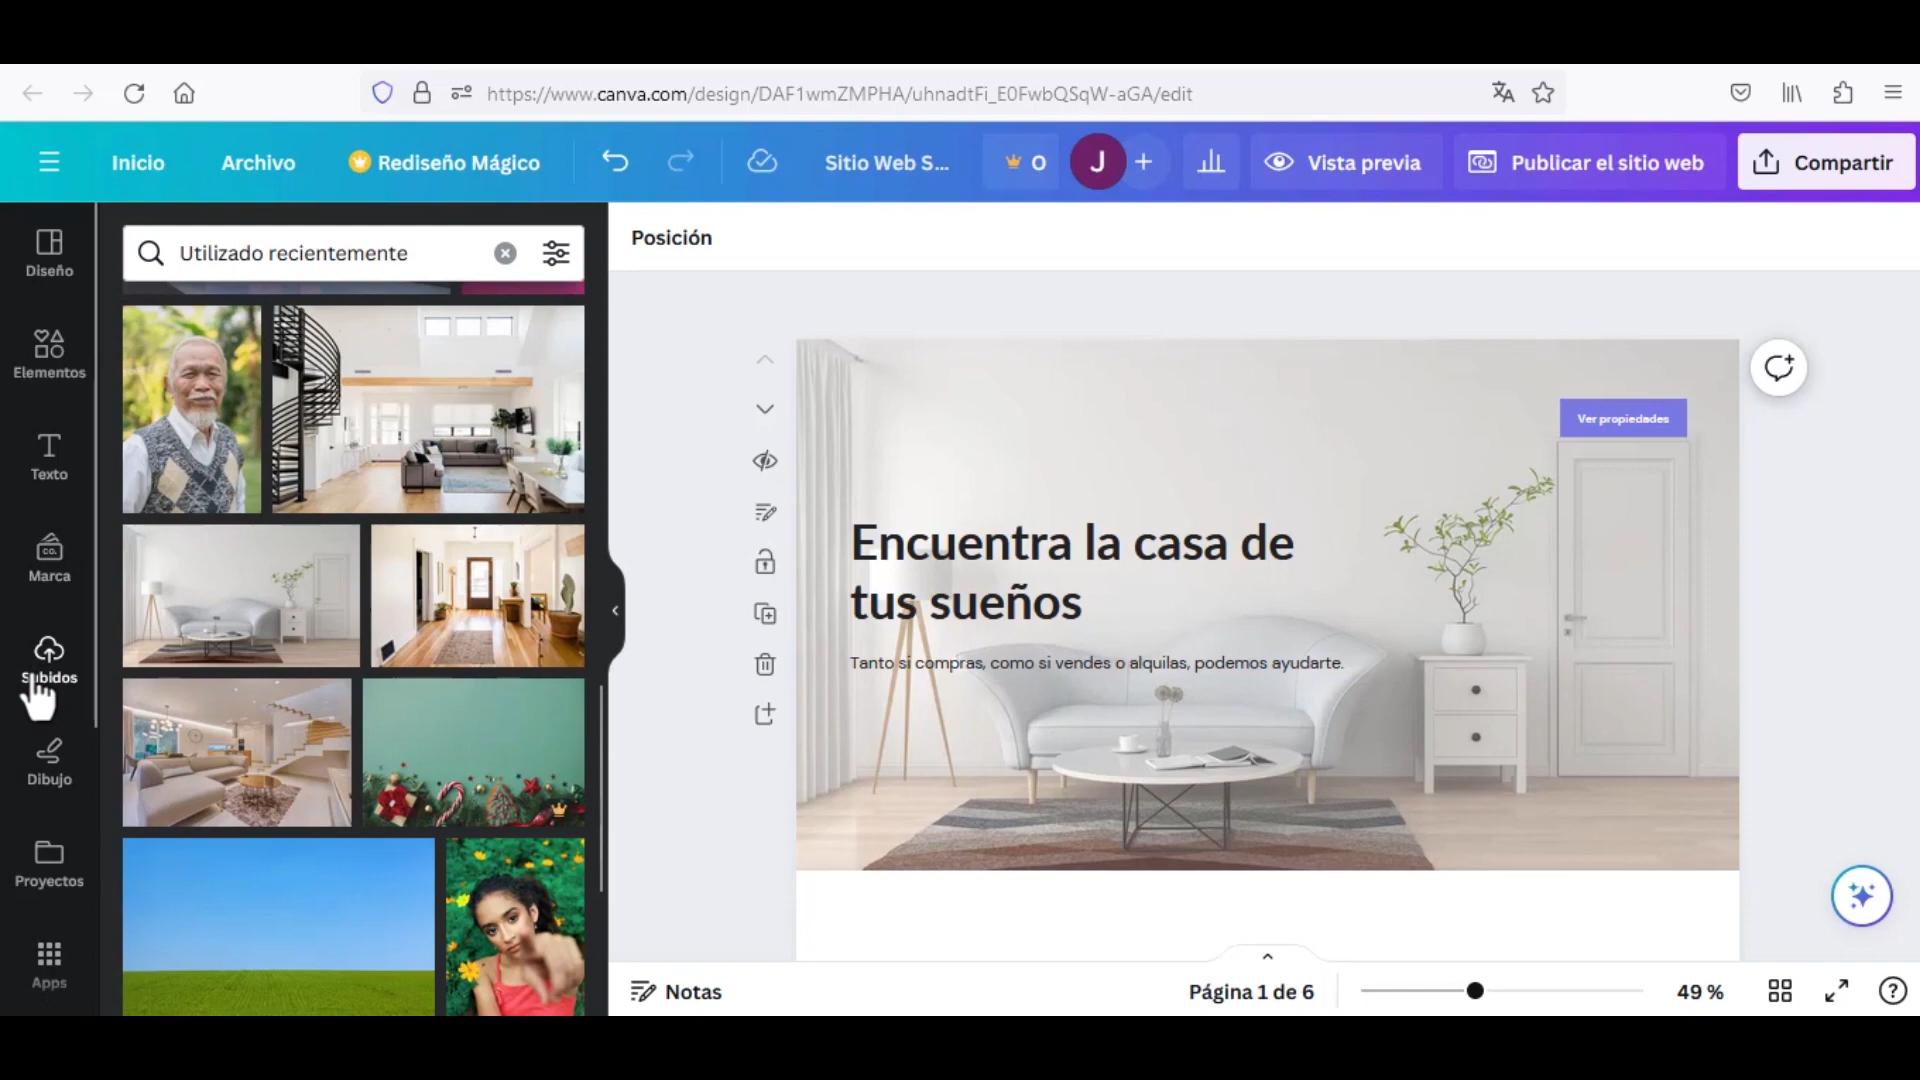 https://www.canva.com/design/DAF1wmZMPHA/uhnadtFi_E0FwbQSqW-aGA/edit
Inicio
Archivo
Rediseño Mágico
Sitio Web S...
0
J
+
Vista previa
Publicar el sitio web
Compartir
Diseño
Elementos
Texto
CO.
Marca
Subidos
Dibujo
Proyectos
Apps
Utilizado recientemente
Posición
Ver propiedades
Encuentra la casa de
tus sueños
Tanto si compras, como si vendes o alquilas, podemos ayudarte.
Notas
Página 1 de 6
49 %